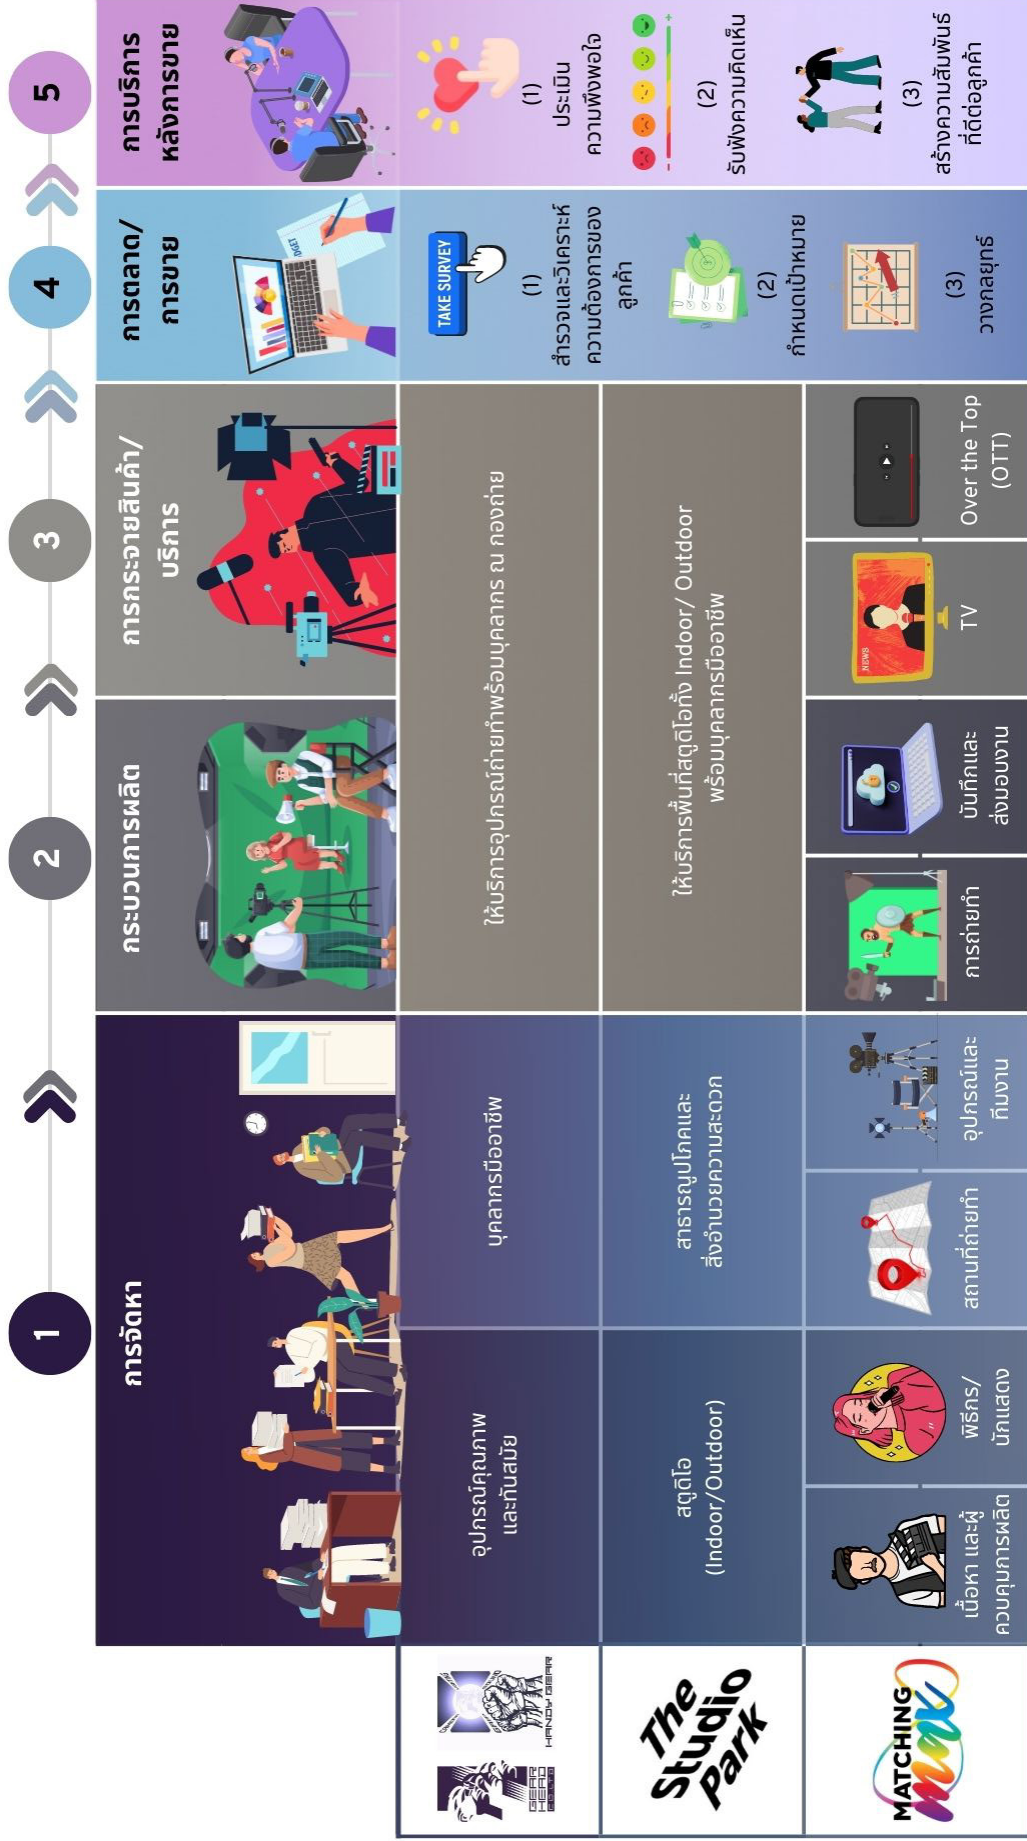 1
2
3
4
5
การจัดหา
กระบวนการผลิต
การกระจายสินค้า/
บริการ
การตลาด/
การขาย
การบริการ
หลังการขาย
GEAR
HEAD
CO.,LTD
HANDY GEAR
อุปกรณ์คุณภาพ
และทันสมัย
บุคลากรมืออาชีพ
ให้บริการอุปกรณ์ถ่ายทำพร้อมบุคลากร ณ กองถ่าย
The
Studio
Park
สตูดิโอ
(Indoor/Outdoor)
สาธารณูปโภคและ
สิ่งอำนวยความสะดวก
ให้บริการพื้นที่สตูดิโอทั้ง Indoor/ Outdoor
พร้อมบุคลากรมืออาชีพ
MATCHING
max
เนื้อหา และผู้
ควบคุมการผลิต
พิธีกร/
นักแสดง
สถานที่ถ่ายทำ
อุปกรณ์และ
ทีมงาน
การถ่ายทำ
บันทึกและ
ส่งมอบงาน
NEWS
TV
Over the Top
(OTT)
DGET
TAKE SURVEY
(1)
สำรวจและวิเคราะห์
ความต้องการของ
ลูกค้า
(2)
กำหนดเป้าหมาย
(3)
วางกลยุทธ์
(1)
ประเมิน
ความพึงพอใจ
- +
(2)
รับฟังความคิดเห็น
(3)
สร้างความสัมพันธ์
ที่ดีต่อลูกค้า